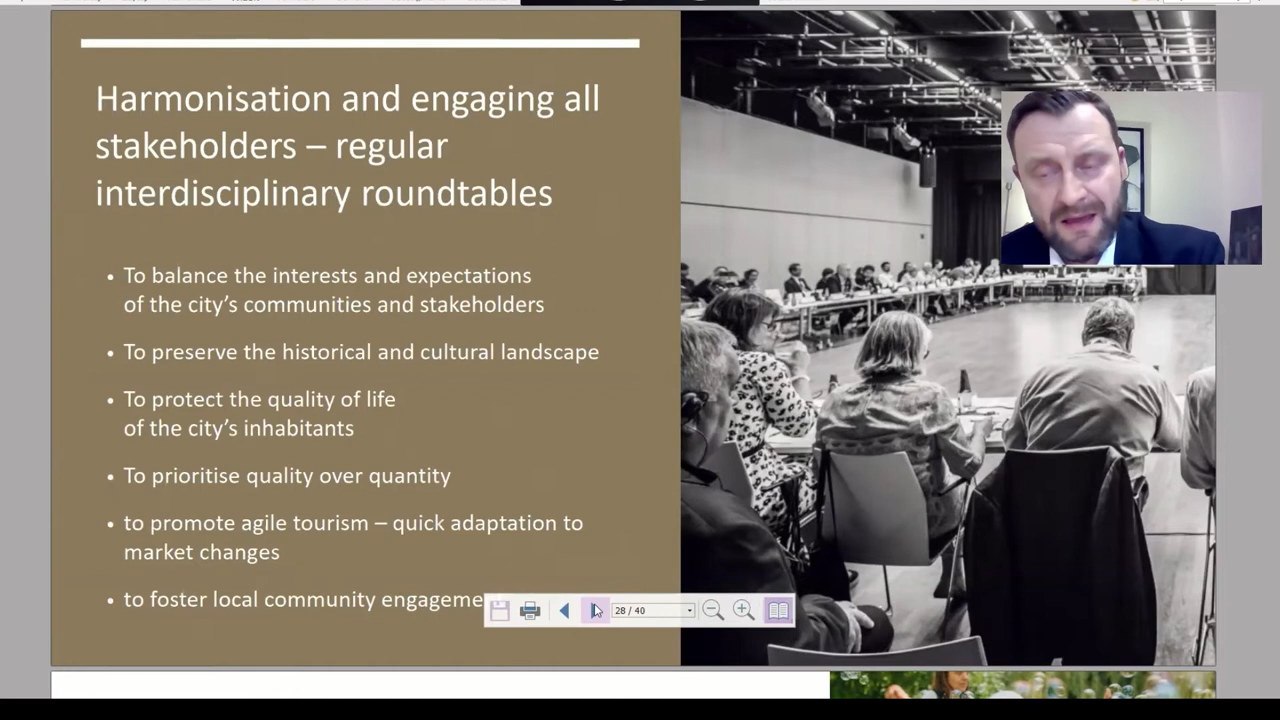 Harmonisation and engaging all
stakeholders – regular
interdisciplinary roundtables
• To balance the interests and expectations
of the city's communities and stakeholders
• To preserve the historical and cultural landscape
• To protect the quality of life
of the city's inhabitants
• To prioritise quality over quantity
• to promote agile tourism – quick adaptation to
market changes
• to foster local community engageme
28 / 40